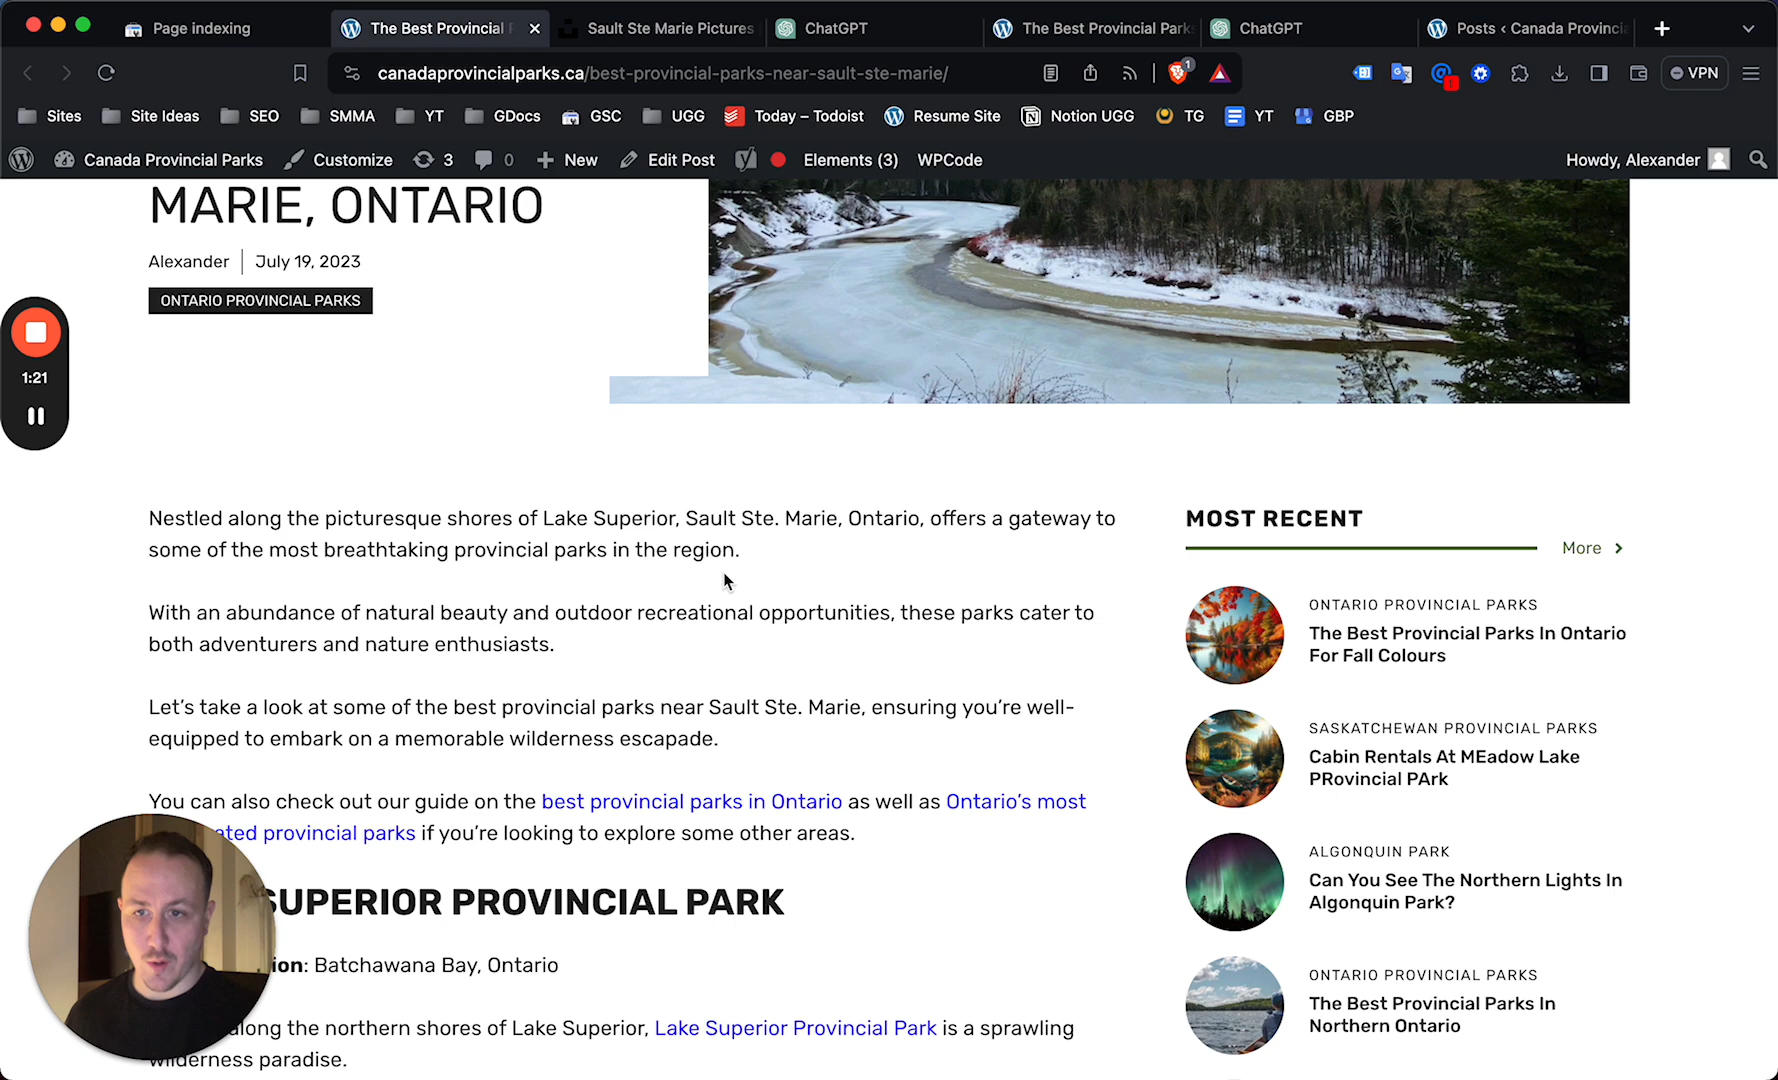 Page indexing
The Best Provincial
Sault Ste Marie Pictures
ChatGPT
The Best Provincial Parks
ChatGPT
Posts ‹ Canada Provincia
canadaprovincialparks.ca/best-provincial-parks-near-sault-ste-marie/
1
1
VPN
Sites
Site Ideas
SEO
SMMA
YT
GDocs
GSC
UGG
Today – Todoist
Resume Site
Notion UGG
TG
YT
GBP
Canada Provincial Parks
Customize
3
0
New
Edit Post
Elements (3)
WPCode
Howdy, Alexander
MARIE, ONTARIO
Alexander
July 19, 2023
ONTARIO PROVINCIAL PARKS
1:21
Nestled along the picturesque shores of Lake Superior, Sault Ste. Marie, Ontario, offers a gateway to
some of the most breathtaking provincial parks in the region.
With an abundance of natural beauty and outdoor recreational opportunities, these parks cater to
both adventurers and nature enthusiasts.
Let's take a look at some of the best provincial parks near Sault Ste. Marie, ensuring you're well-
equipped to embark on a memorable wilderness escapade.
You can also check out our guide on the best provincial parks in Ontario as well as Ontario's most
provincial parks if you're looking to explore some other areas.
SUPERIOR PROVINCIAL PARK
: Batchawana Bay, Ontario
along the northern shores of Lake Superior, Lake Superior Provincial Park is a sprawling
wilderness paradise.
MOST RECENT
More
ONTARIO PROVINCIAL PARKS
The Best Provincial Parks In Ontario
For Fall Colours
SASKATCHEWAN PROVINCIAL PARKS
Cabin Rentals At MEadow Lake
PRovincial PArk
ALGONQUIN PARK
Can You See The Northern Lights In
Algonquin Park?
ONTARIO PROVINCIAL PARKS
The Best Provincial Parks In
Northern Ontario